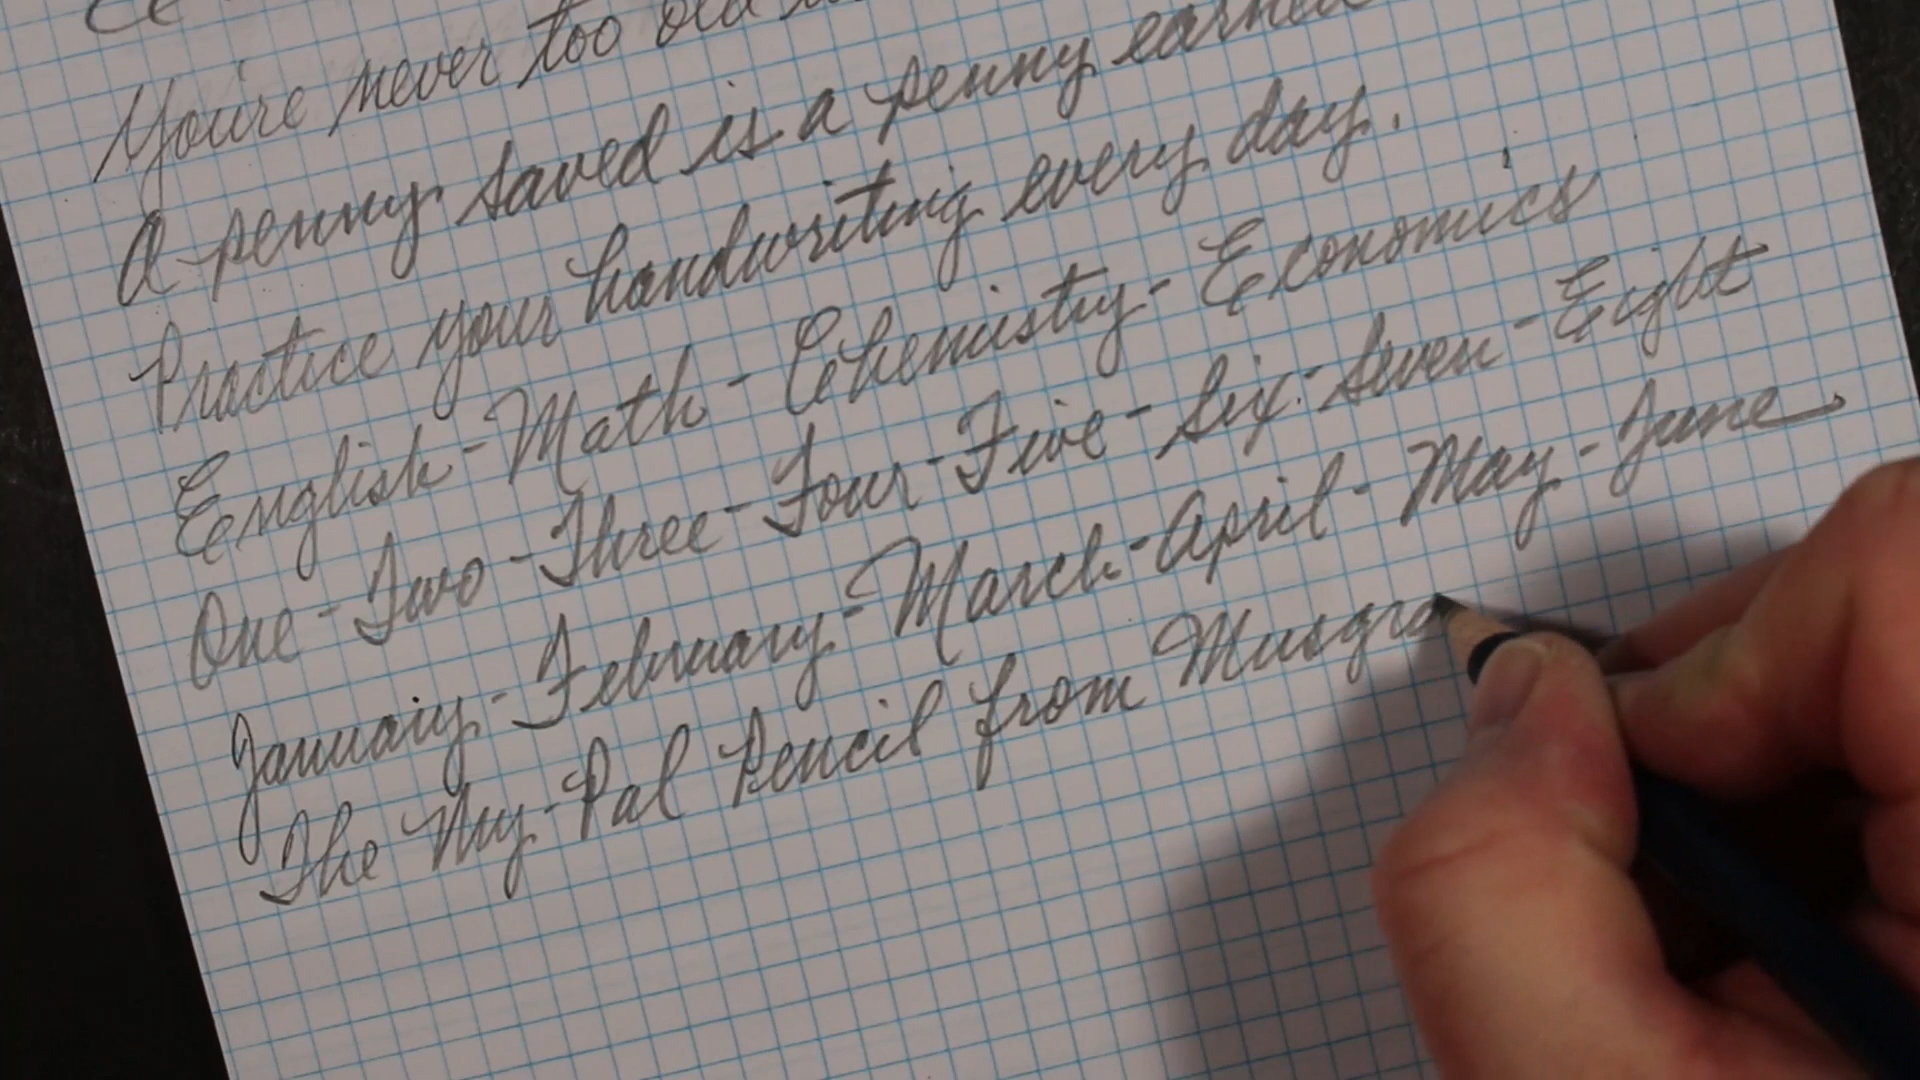 You're never too old
A penny saved is a penny earned
Practice your handwriting every day.
English - Math - Chemistry - Economics
One - Two - Three - Four - Five - Six - Seven - Eight
January - February - March - April - May - June
The My-Pal Pencil from Musgra